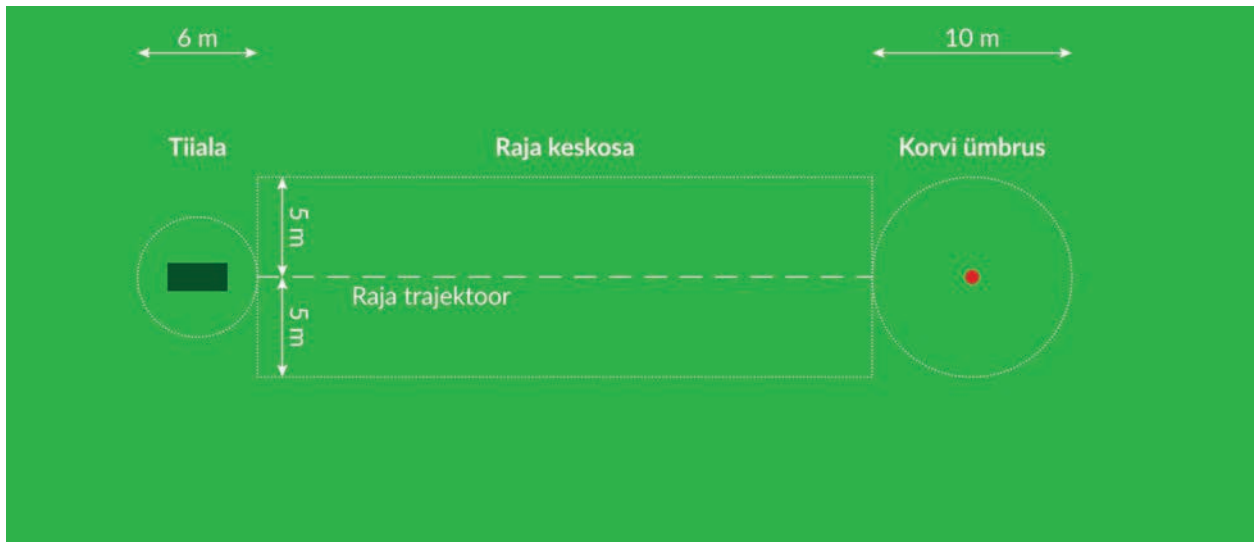 6 m
10 m
Tiiala
Raja keskosa
Korvi ümbrus
5 m
Raja trajektoor
5 m